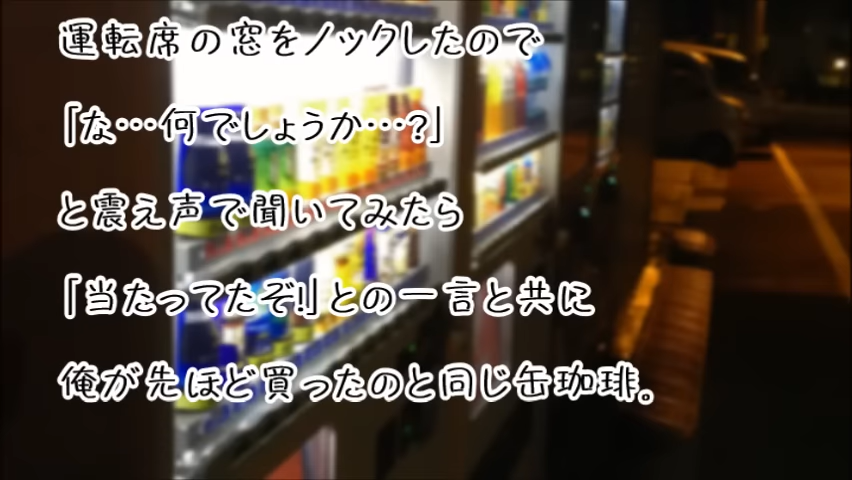 運転席の窓をノックしたので
「な…何でしょうか…?」
と震え声で聞いてみたら
「当たってたぞ!」との一言と共に
俺が先ほど買ったのと同じ缶珈琲。